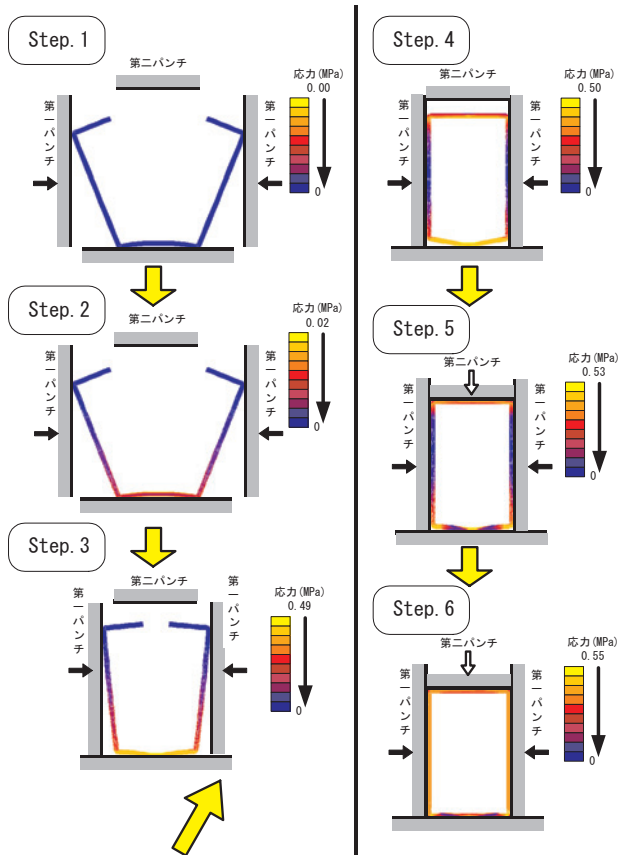 Step. 1
第二パンチ
応力(MPa)
0.00
第一パンチ
第一パンチ
0
Step. 2
第二パンチ
応力(MPa)
0.02
第一パンチ
第一パンチ
0
Step. 3
第二パンチ
応力(MPa)
0.49
第一パンチ
第一パンチ
0
Step. 4
第二パンチ
応力(MPa)
0.50
第一パンチ
第一パンチ
0
Step. 5
第二パンチ
応力(MPa)
0.53
第一パンチ
第一パンチ
0
Step. 6
第二パンチ
応力(MPa)
0.55
第一パンチ
第一パンチ
0